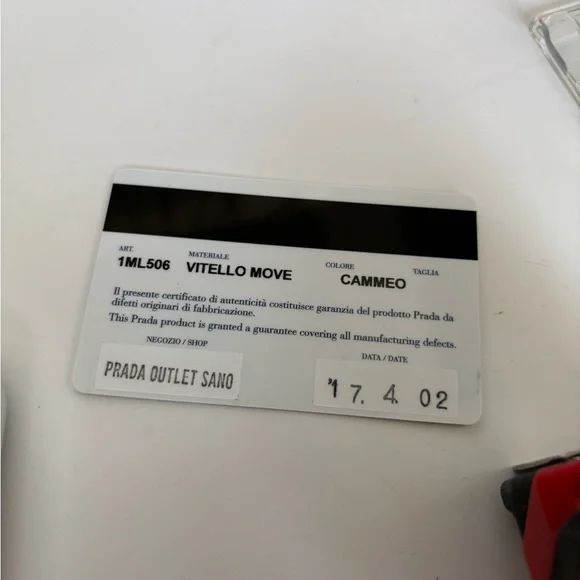 ART. MATERIALE COLORE TAGLIA
1ML506 VITELLO MOVE CAMMEO
Il presente certificato di autenticità costituisce garanzia del prodotto Prada da
difetti originari di fabbricazione.
This Prada product is granted a guarantee covering all manufacturing defects.
NEGOZIO / SHOP DATA / DATE
PRADA OUTLET SANO '17. 4. 02